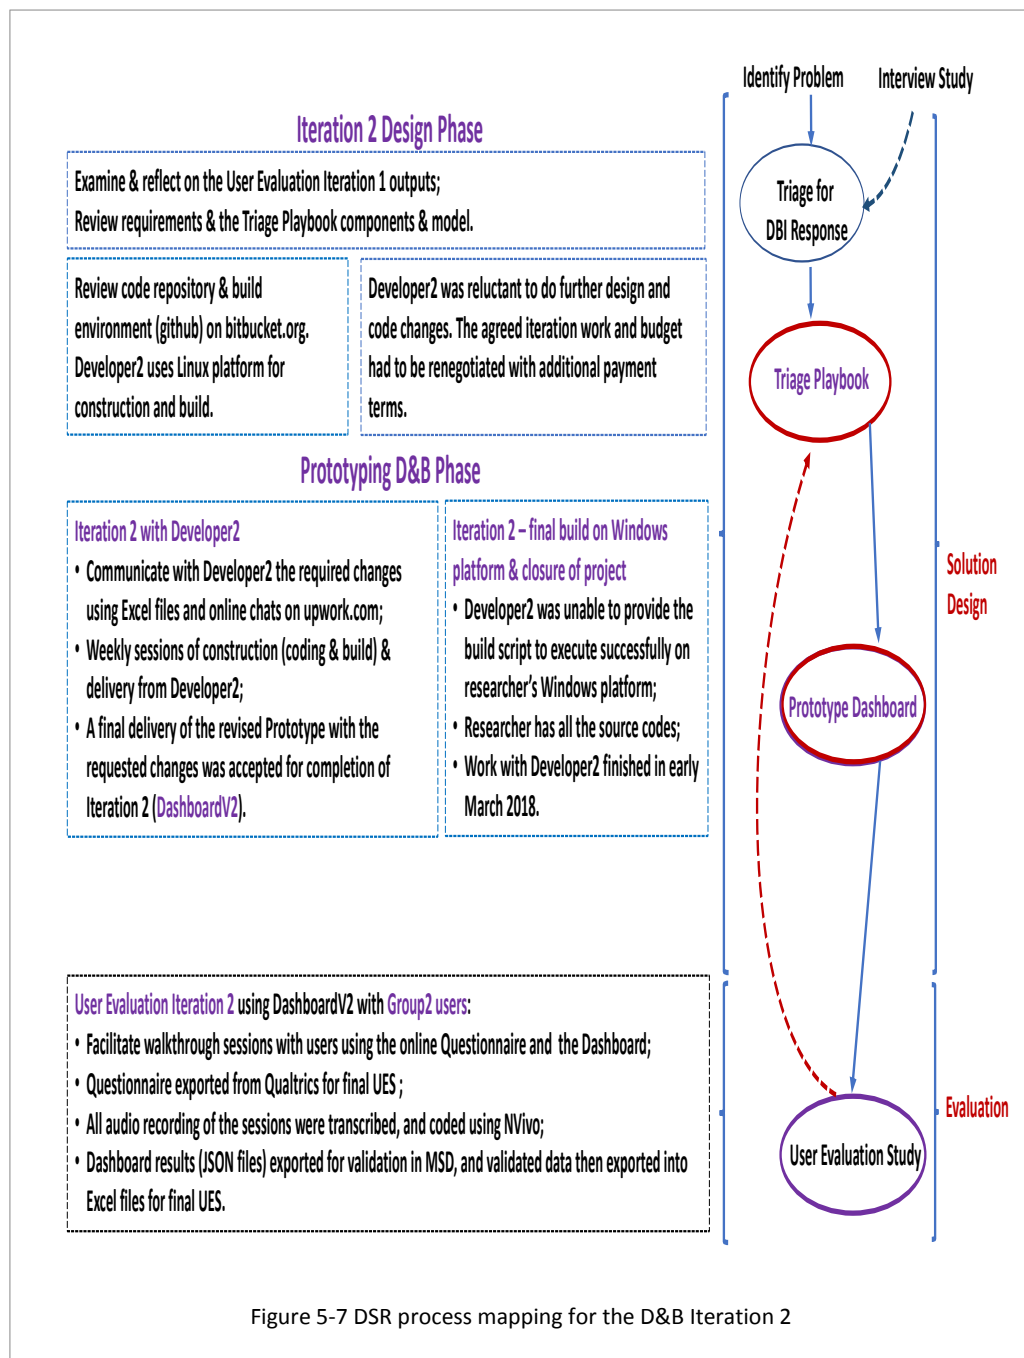 Identify Problem
Interview Study
Iteration 2 Design Phase
Examine & reflect on the User Evaluation Iteration 1 outputs;
Review requirements & the Triage Playbook components & model.
Review code repository & build
environment (github) on bitbucket.org.
Developer2 uses Linux platform for
construction and build.
Developer2 was reluctant to do further design and
code changes. The agreed iteration work and budget
had to be renegotiated with additional payment
terms.
Prototyping D&B Phase
Iteration 2 with Developer2
• Communicate with Developer2 the required changes
using Excel files and online chats on upwork.com;
• Weekly sessions of construction (coding & build) &
delivery from Developer2;
• A final delivery of the revised Prototype with the
requested changes was accepted for completion of
Iteration 2 (DashboardV2).
Iteration 2 – final build on Windows
platform & closure of project
• Developer2 was unable to provide the
build script to execute successfully on
researcher's Windows platform;
• Researcher has all the source codes;
• Work with Developer2 finished in early
March 2018.
User Evaluation Iteration 2 using DashboardV2 with Group2 users:
• Facilitate walkthrough sessions with users using the online Questionnaire and the Dashboard;
• Questionnaire exported from Qualtrics for final UES ;
• All audio recording of the sessions were transcribed, and coded using NVivo;
• Dashboard results (JSON files) exported for validation in MSD, and validated data then exported into
Excel files for final UES.
Triage for
DBI Response
Triage Playbook
Prototype Dashboard
User Evaluation Study
Solution
Design
Evaluation
Figure 5-7 DSR process mapping for the D&B Iteration 2